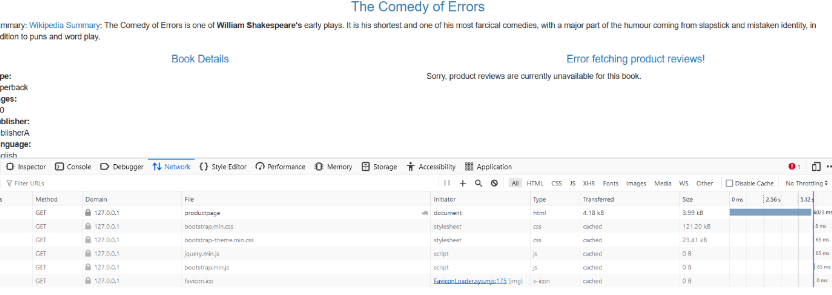 The Comedy of Errors
mmary: Wikipedia Summary: The Comedy of Errors is one of William Shakespeare's early plays. It is his shortest and one of his most farcical comedies, with a major part of the humour coming from slapstick and mistaken identity, in
dition to puns and word play.
Book Details Error fetching product reviews!
pe: Sorry, product reviews are currently unavailable for this book.
perback
ges:
0
ublisher:
ublisherA
nguage:
nglish
Inspector Console Debugger Network Style Editor Performance Memory Storage Accessibility Application 1
Filter URLs All HTML CSS JS XHR Fonts Images Media WS Other Disable Cache No Throttling
s Method Domain File Initiator Type Transferred Size 0 ms 2.56 s 5.12 s
GET 127.0.0.1 productpage document html 4.18 kB 3.99 kB 6023 ms
GET 127.0.0.1 bootstrap.min.css stylesheet css cached 121.20 kB 8 ms
GET 127.0.0.1 bootstrap-theme.min.css stylesheet css cached 23.41 kB 65 ms
GET 127.0.0.1 jquery.min.js script js cached 0 B 65 ms
GET 127.0.0.1 bootstrap.min.js script js cached 0 B 65 ms
GET 127.0.0.1 favicon.ico FaviconLoader.sys.mjs:175 (img) x-icon cached 0 B 0 ms